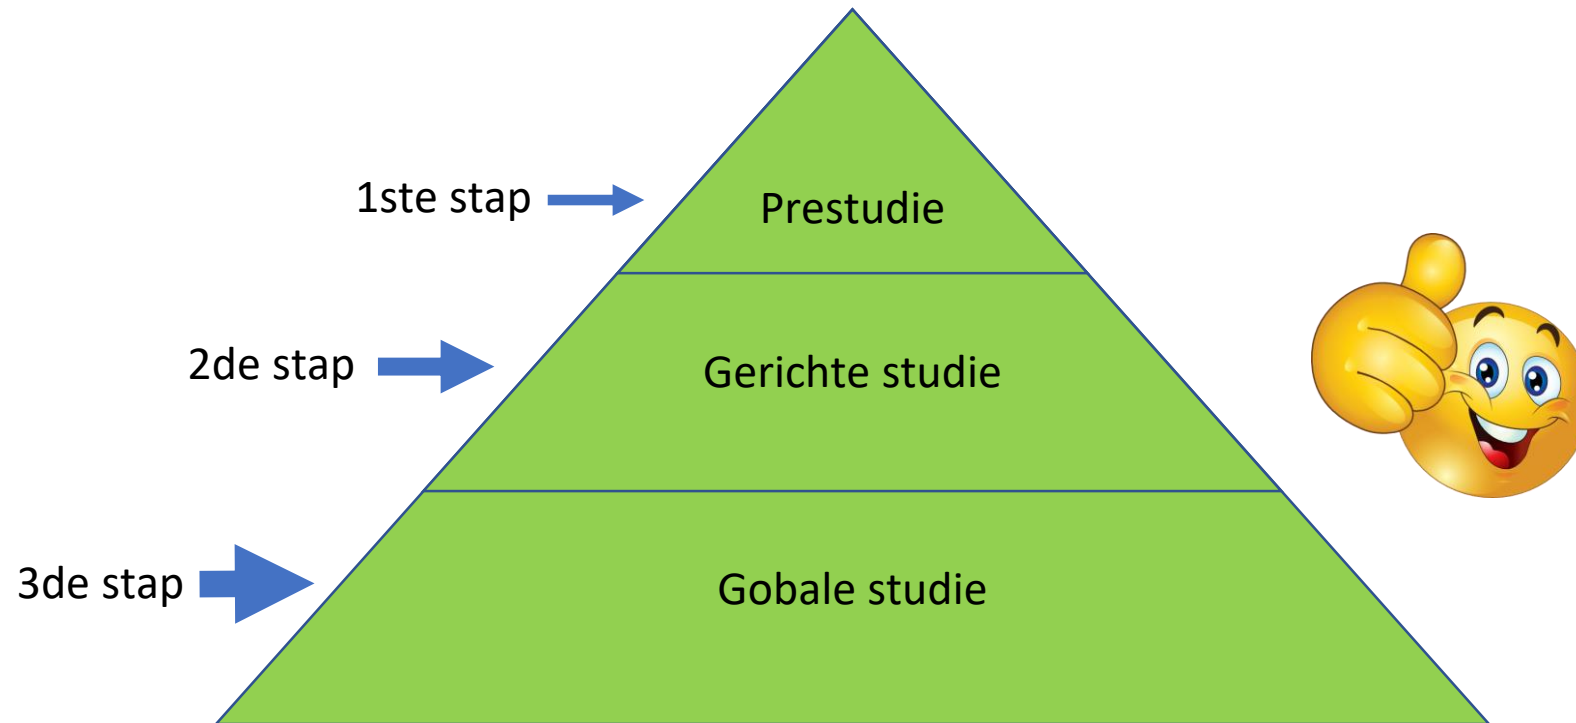 1ste stap
Prestudie
2de stap
Gerichte studie
3de stap
Gobale studie